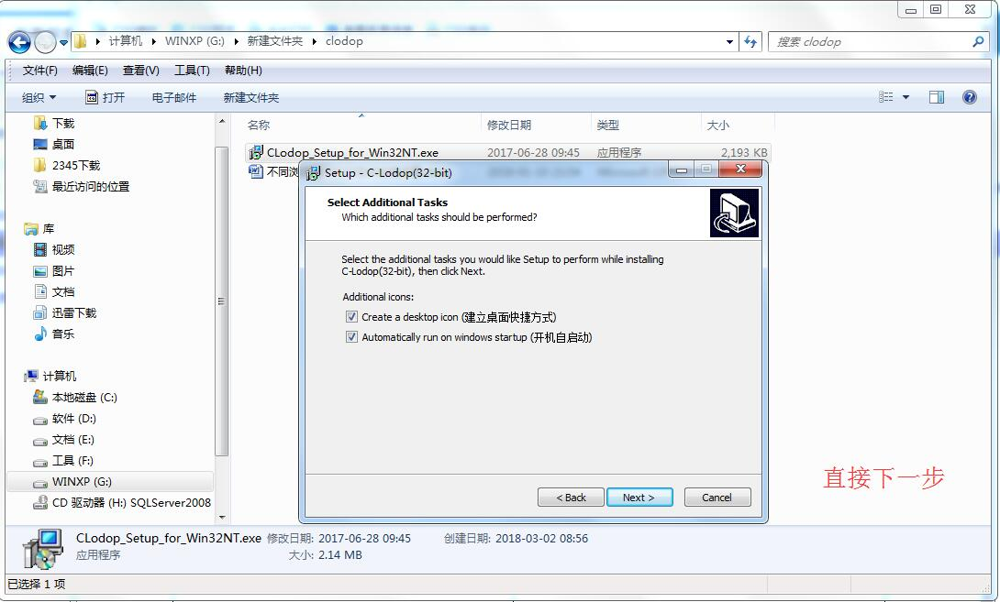 计算机 WINXP (G:) 新建文件夹 clodop 搜索 clodop
文件(F) 编辑(E) 查看(V) 工具(T) 帮助(H)
组织 打开 电子邮件 新建文件夹
名称 修改日期 类型 大小
下载
桌面
2345下载
最近访问的位置
库
视频
图片
文档
迅雷下载
音乐
计算机
本地磁盘 (C:)
软件 (D:)
文档 (E:)
工具 (F:)
WINXP (G:)
CD 驱动器 (H:) SQLServer2008
CLodop_Setup_for_Win32NT.exe 2017-06-28 09:45 应用程序 2,193 KB
不同浏
Setup - C-Lodop(32-bit)
Select Additional Tasks
Which additional tasks should be performed?
Select the additional tasks you would like Setup to perform while installing
C-Lodop(32-bit), then click Next.
Additional icons:
Create a desktop icon (建立桌面快捷方式)
Automatically run on windows startup (开机自启动)
< Back Next > Cancel
直接下一步
CLodop_Setup_for_Win32NT.exe 修改日期: 2017-06-28 09:45 创建日期: 2018-03-02 08:56
应用程序 大小: 2.14 MB
已选择 1 项